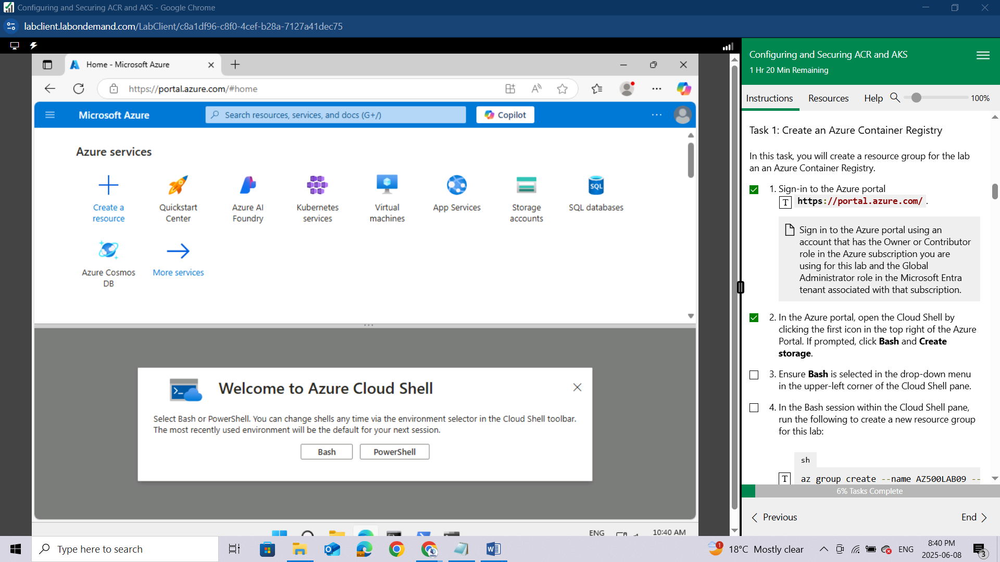 Configuring and Securing ACR and AKS - Google Chrome
labclient.labondemand.com/LabClient/c8a1df96-c8f0-4cef-b28a-7127a41dec75
Home - Microsoft Azure
https://portal.azure.com/#home
Microsoft Azure
Search resources, services, and docs (G+/)
Copilot
Azure services
Create a resource
Quickstart Center
Azure AI Foundry
Kubernetes services
Virtual machines
App Services
Storage accounts
SQL databases
Azure Cosmos DB
More services
Welcome to Azure Cloud Shell
Select Bash or PowerShell. You can change shells any time via the environment selector in the Cloud Shell toolbar.
The most recently used environment will be the default for your next session.
Bash
PowerShell
ENG
10:40 AM
Configuring and Securing ACR and AKS
1 Hr 20 Min Remaining
Instructions
Resources
Help
100%
Task 1: Create an Azure Container Registry
In this task, you will create a resource group for the lab
an an Azure Container Registry.
1. Sign-in to the Azure portal
T https://portal.azure.com/ .
Sign in to the Azure portal using an
account that has the Owner or Contributor
role in the Azure subscription you are
using for this lab and the Global
Administrator role in the Microsoft Entra
tenant associated with that subscription.
2. In the Azure portal, open the Cloud Shell by
clicking the first icon in the top right of the Azure
Portal. If prompted, click Bash and Create
storage.
3. Ensure Bash is selected in the drop-down menu
in the upper-left corner of the Cloud Shell pane.
4. In the Bash session within the Cloud Shell pane,
run the following to create a new resource group
for this lab:
sh
T az group create --name AZ500LAB09 --
6% Tasks Complete
Previous
End
Type here to search
1
18°C Mostly clear
ENG
8:40 PM
2025-06-08
3